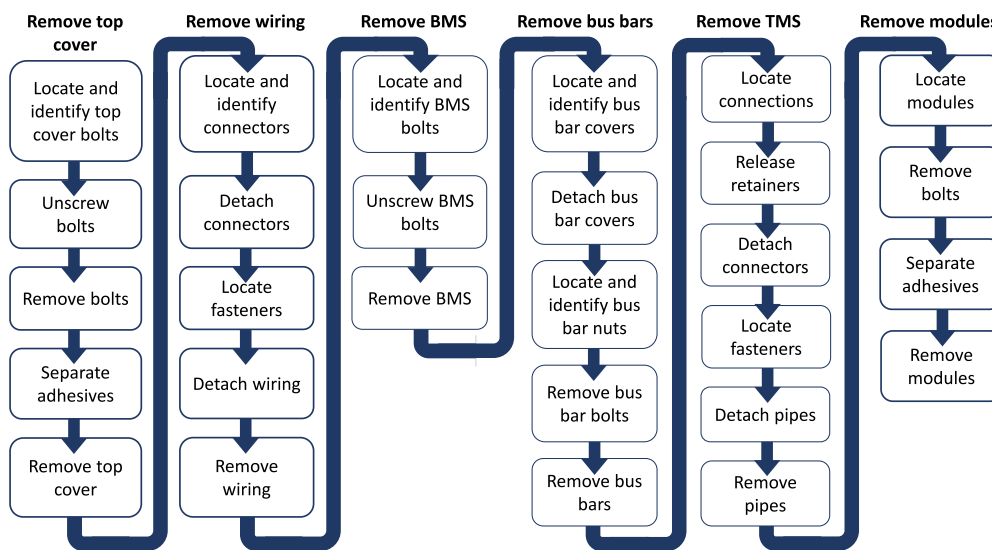 Remove top
cover
Locate and
identify top
cover bolts
Unscrew
bolts
Remove bolts
Separate
adhesives
Remove top
cover
Remove wiring
Locate and
identify
connectors
Detach
connectors
Locate
fasteners
Detach wiring
Remove
wiring
Remove BMS
Locate and
identify BMS
bolts
Unscrew BMS
bolts
Remove BMS
Remove bus bars
Locate and
identify bus
bar covers
Detach bus
bar covers
Locate and
identify bus
bar nuts
Remove bus
bar bolts
Remove bus
bars
Remove TMS
Locate
connections
Release
retainers
Detach
connectors
Locate
fasteners
Detach pipes
Remove
pipes
Remove modules
Locate
modules
Remove
bolts
Separate
adhesives
Remove
modules